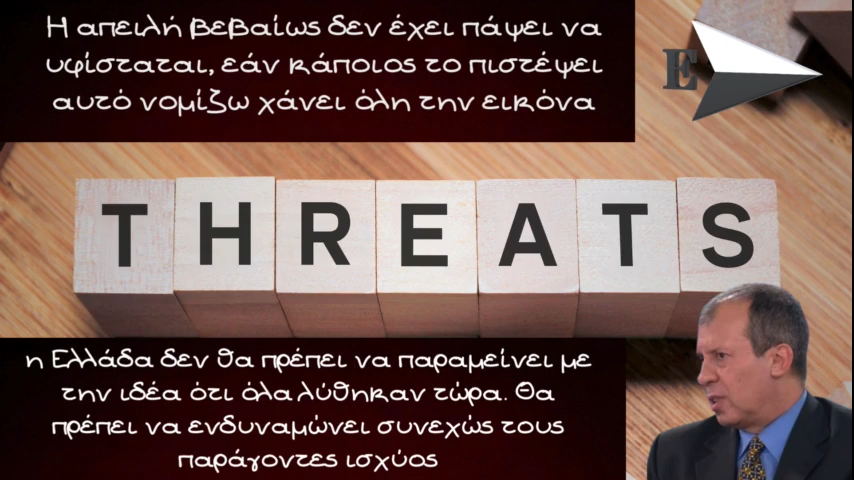 Η απειλή βεβαίως δεν έχει πάψει να
υφίσταται, εάν κάποιος το πιστέψει
αυτό νομίζω χάνει όλη την εικόνα
E
THREATS
η Ελλάδα δεν θα πρέπει να παραμείνει με
την ιδέα ότι όλα λύθηκαν τώρα. Θα
πρέπει να ενδυναμώνει συνεχώς τους
παράγοντες ισχύος